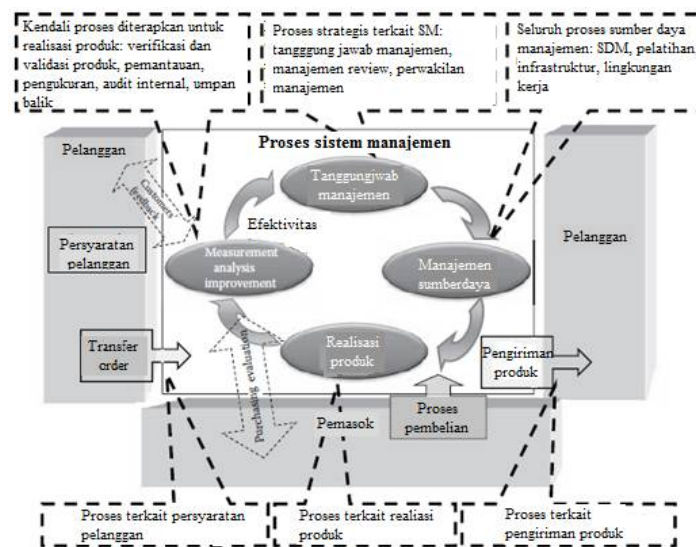 Kendali proses diterapkan untuk
realisasi produk: verifikasi dan
validasi produk, pemantauan,
pengukuran, audit internal, umpan
balik
Proses strategis terkait SM:
tangggung jawab manajemen,
manajemen review, perwakilan
manajemen
Seluruh proses sumber daya
manajemen: SDM, pelatihan
infrastruktur, lingkungan
kerja
Pelanggan
Proses sistem manajemen
Customers
feedback
Tanggungjwab
manajemen
Efektivitas
Persyaratan
pelanggan
Measurement
analysis
improvement
Manajemen
sumberdaya
Pelanggan
Transfer
order
Realisasi
produk
Pengiriman
produk
Purchasing evaluation
Pemasok
Proses
pembelian
Proses terkait persyaratan
pelanggan
Proses terkait realiasi
produk
Proses terkait
pengiriman produk